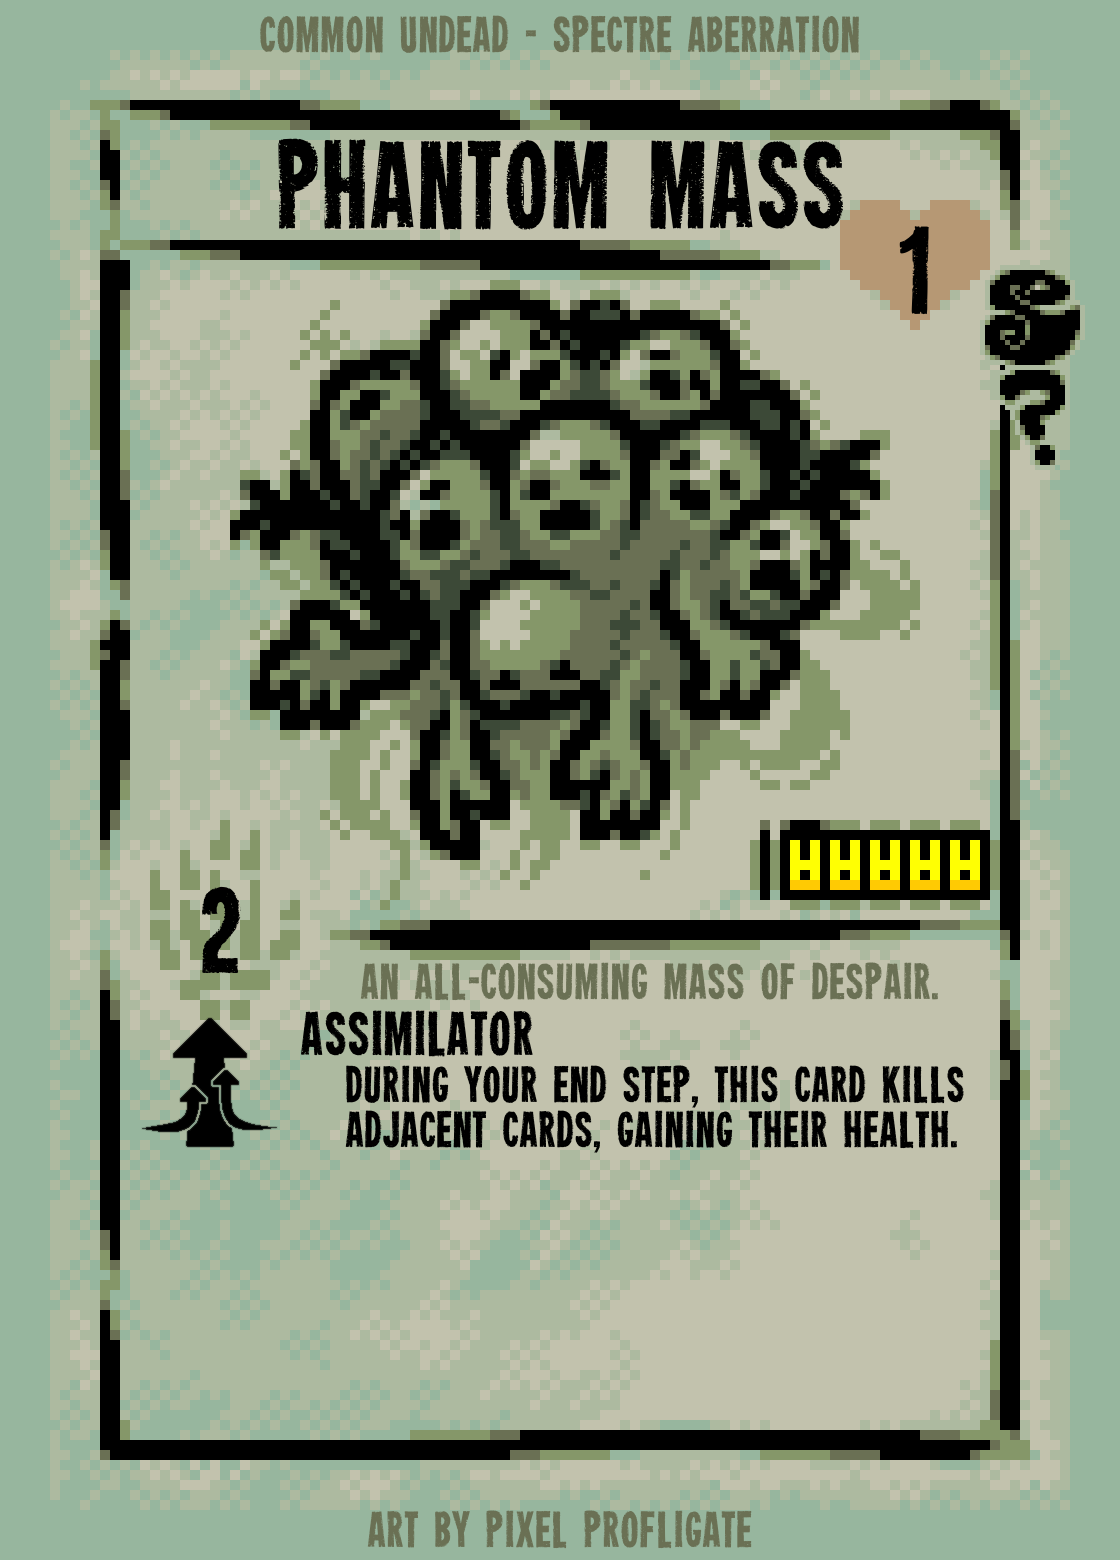 COMMON UNDEAD - SPECTRE ABERRATION
PHANTOM MASS
1
?
2
AN ALL-CONSUMING MASS OF DESPAIR.
ASSIMILATOR
DURING YOUR END STEP, THIS CARD KILLS
ADJACENT CARDS, GAINING THEIR HEALTH.
ART BY PIXEL PROFLIGATE